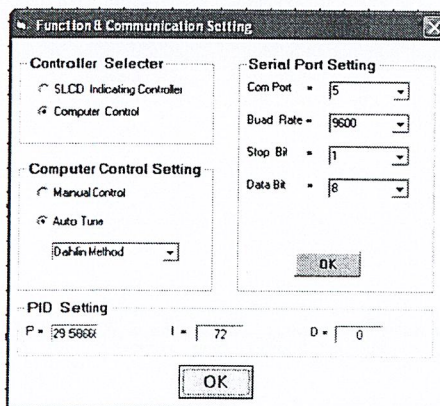 Function & Communication Setting
Controller Selecter
SLCD Indicating Controller
Computer Control
Computer Control Setting
Manual Control
Auto Tune
Dahlin Method
Serial Port Setting
Com Port = 5
Buad Rate = 9600
Stop Bit = 1
Data Bit = 8
OK
PID Setting
P = 29.5866 I = 72 D = 0
OK